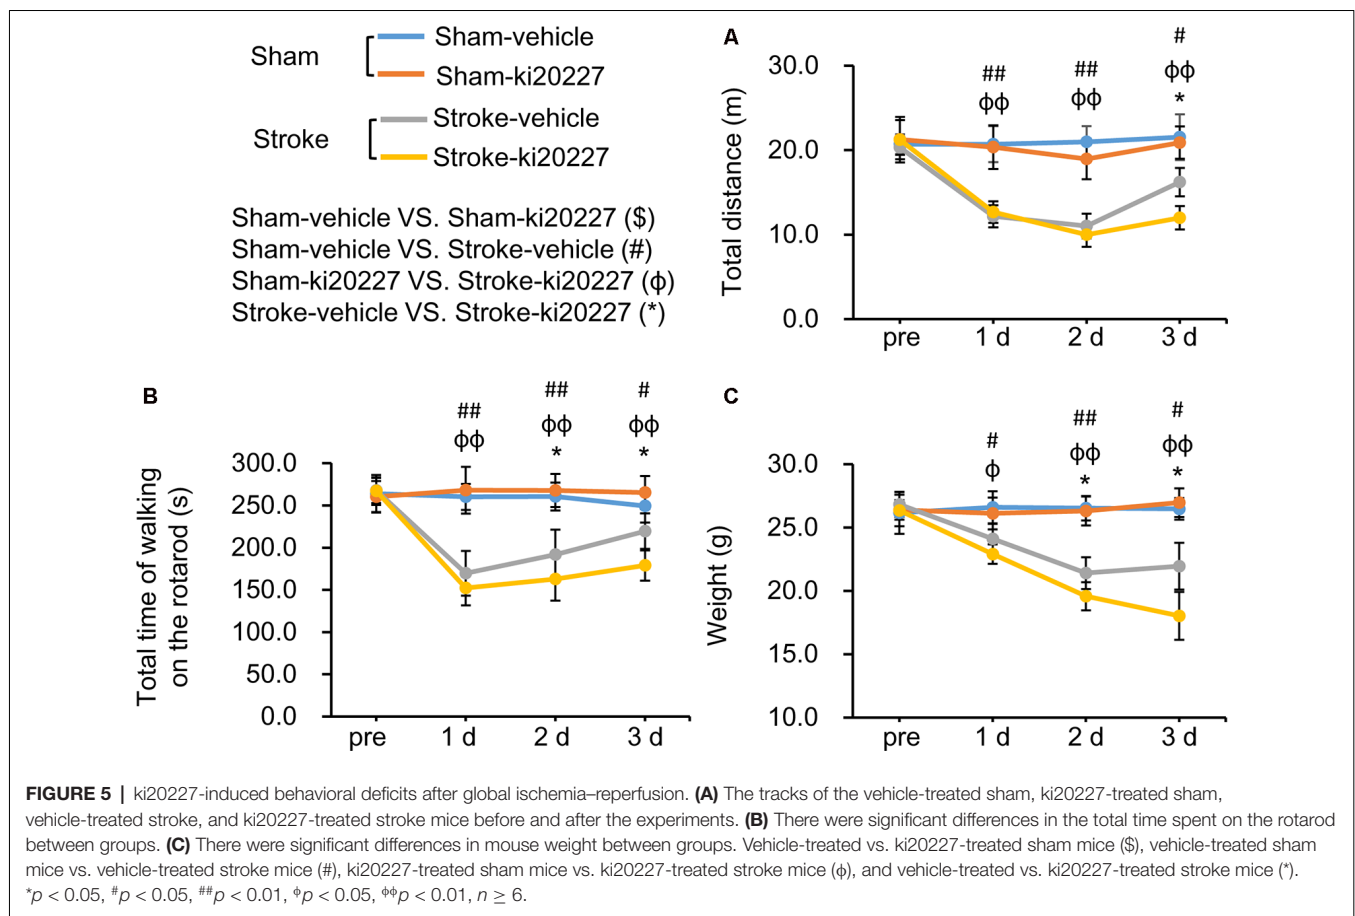 Sham
Sham-vehicle
Sham-ki20227
Stroke
Stroke-vehicle
Stroke-ki20227
Sham-vehicle VS. Sham-ki20227 ($)
Sham-vehicle VS. Stroke-vehicle (#)
Sham-ki20227 VS. Stroke-ki20227 (ϕ)
Stroke-vehicle VS. Stroke-ki20227 (*)
A
Total distance (m)
30.0
20.0
10.0
0.0
##
ϕϕ
##
ϕϕ
#
ϕϕ
*
pre 1 d 2 d 3 d
B
Total time of walking
on the rotarod (s)
300.0
250.0
200.0
150.0
100.0
50.0
0.0
##
ϕϕ
##
ϕϕ
*
#
ϕϕ
*
pre 1 d 2 d 3 d
C
Weight (g)
30.0
25.0
20.0
15.0
10.0
#
ϕ
##
ϕϕ
*
#
ϕϕ
*
pre 1 d 2 d 3 d
FIGURE 5 | ki20227-induced behavioral deficits after global ischemia–reperfusion. (A) The tracks of the vehicle-treated sham, ki20227-treated sham,
vehicle-treated stroke, and ki20227-treated stroke mice before and after the experiments. (B) There were significant differences in the total time spent on the rotarod
between groups. (C) There were significant differences in mouse weight between groups. Vehicle-treated vs. ki20227-treated sham mice ($), vehicle-treated sham
mice vs. vehicle-treated stroke mice (#), ki20227-treated sham mice vs. ki20227-treated stroke mice (ϕ), and vehicle-treated vs. ki20227-treated stroke mice (*).
*p < 0.05, #p < 0.05, ##p < 0.01, ϕp < 0.05, ϕϕp < 0.01, n ≥ 6.